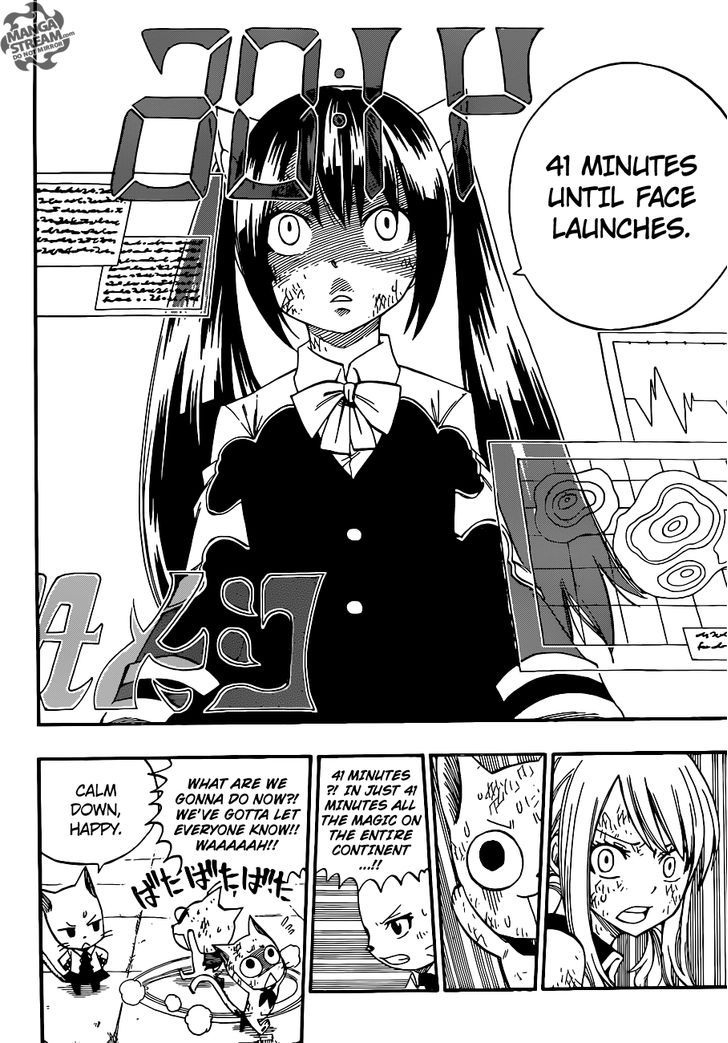 MANGA
STREAM.COM
DO NOT MIRROR
41 MINUTES
UNTIL FACE
LAUNCHES.
41 MINUTES
?! IN JUST 41
MINUTES ALL
THE MAGIC ON
THE ENTIRE
CONTINENT
...!!
WHAT ARE WE
GONNA DO NOW?!
WE'VE GOTTA LET
EVERYONE KNOW!!
WAAAAAH!!
ばたばたばた
CALM
DOWN,
HAPPY.